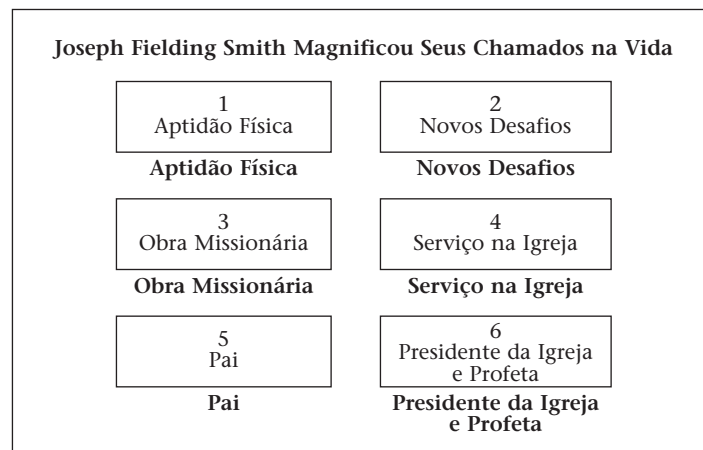 Joseph Fielding Smith Magnificou Seus Chamados na Vida
1
Aptidão Física
Aptidão Física
2
Novos Desafios
Novos Desafios
3
Obra Missionária
Obra Missionária
4
Serviço na Igreja
Serviço na Igreja
5
Pai
Pai
6
Presidente da Igreja
e Profeta
Presidente da Igreja
e Profeta